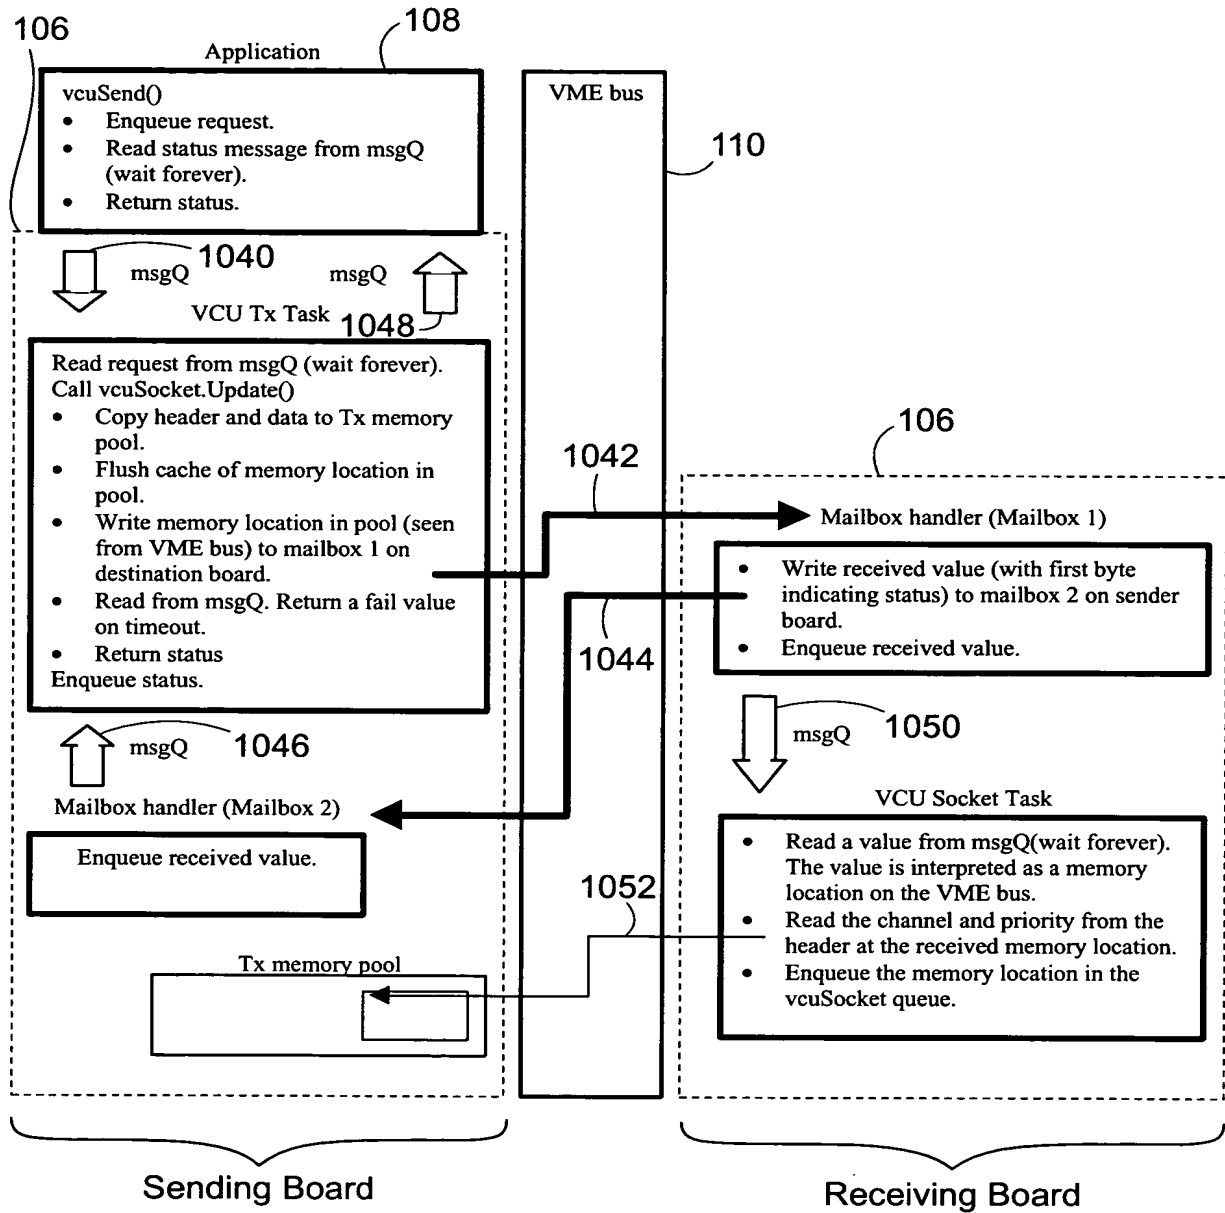 106
108
Application
vcuSend()
• Enqueue request.
• Read status message from msgQ
(wait forever).
• Return status.
VME bus
110
1040
msgQ
msgQ
1048
VCU Tx Task
Read request from msgQ (wait forever).
Call vcuSocket.Update()
• Copy header and data to Tx memory
pool.
• Flush cache of memory location in
pool.
• Write memory location in pool (seen
from VME bus) to mailbox 1 on
destination board.
• Read from msgQ. Return a fail value
on timeout.
• Return status
Enqueue status.
1042
1044
106
Mailbox handler (Mailbox 1)
• Write received value (with first byte
indicating status) to mailbox 2 on sender
board.
• Enqueue received value.
1046
msgQ
Mailbox handler (Mailbox 2)
Enqueue received value.
msgQ
1050
VCU Socket Task
• Read a value from msgQ(wait forever).
The value is interpreted as a memory
location on the VME bus.
• Read the channel and priority from the
header at the received memory location.
• Enqueue the memory location in the
vcuSocket queue.
1052
Tx memory pool
Sending Board
Receiving Board